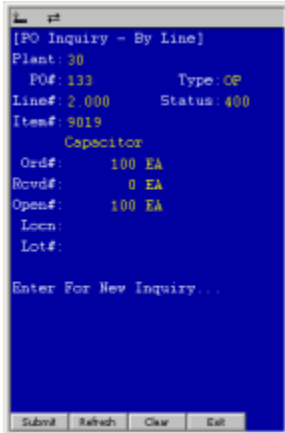 [PO Inquiry - By Line]
Plant: 30
PO#: 133 Type: OP
Line#: 2.000 Status: 400
Item#: 9019
Capacitor
Ord#: 100 EA
Rcvd#: 0 EA
Open#: 100 EA
Locn:
Lot#:
Enter For New Inquiry...
Submit Refresh Clear Exit